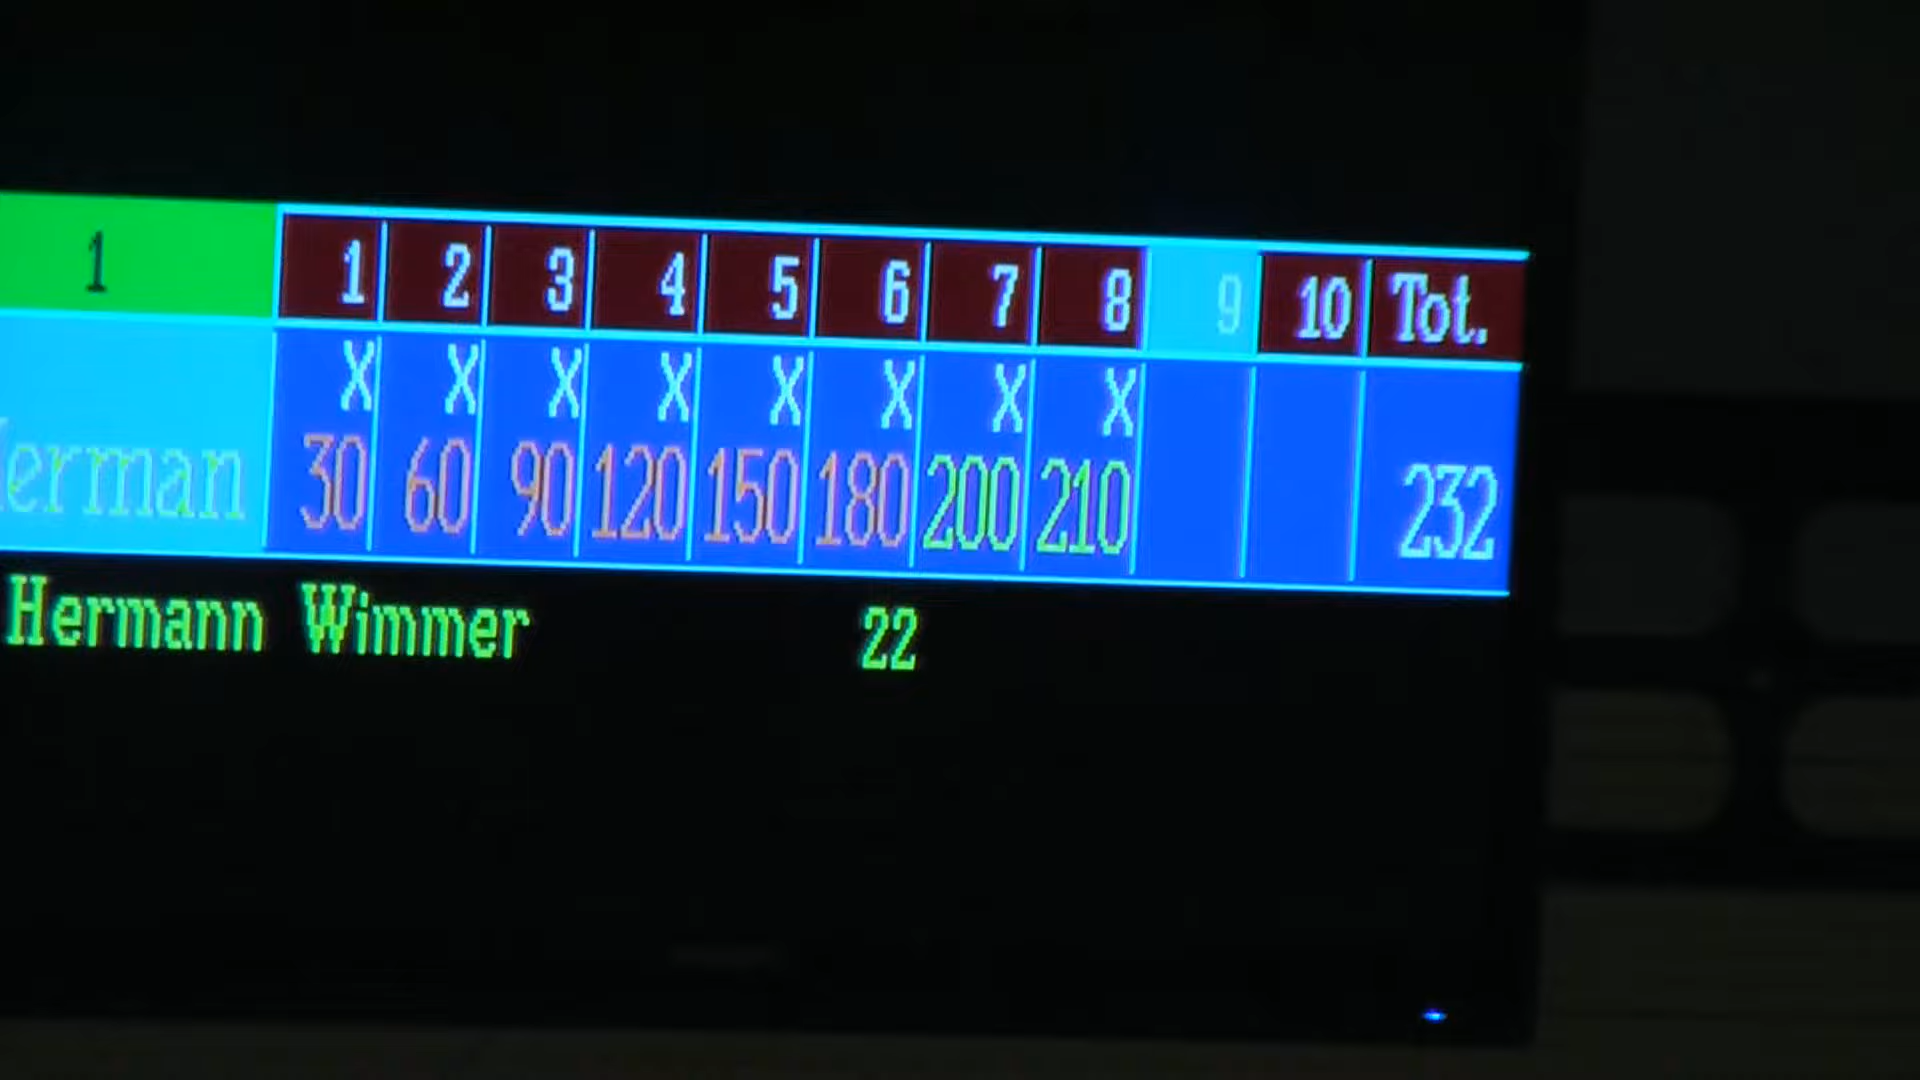 1 1 2 3 4 5 6 7 8 9 10 Tot.
X X X X X X X X
erman 30 60 90 120 150 180 200 210 232
Hermann Wimmer 22